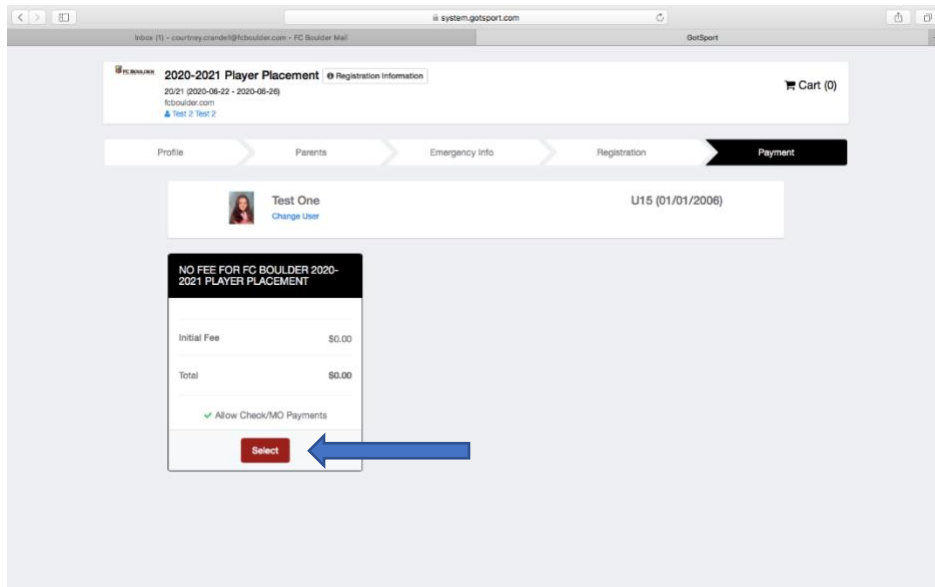 system.gotsport.com
Inbox (1) – courtney.crandell@fcboulder.com – FC Boulder Mail
GotSport
FC BOULDER
2020-2021 Player Placement
Registration Information
20/21 (2020-06-22 - 2020-06-26)
fcboulder.com
Test 2 Test 2
Cart (0)
Profile
Parents
Emergency Info
Registration
Payment
Test One
Change User
U15 (01/01/2006)
NO FEE FOR FC BOULDER 2020-
2021 PLAYER PLACEMENT
Initial Fee $0.00
Total $0.00
Allow Check/MO Payments
Select